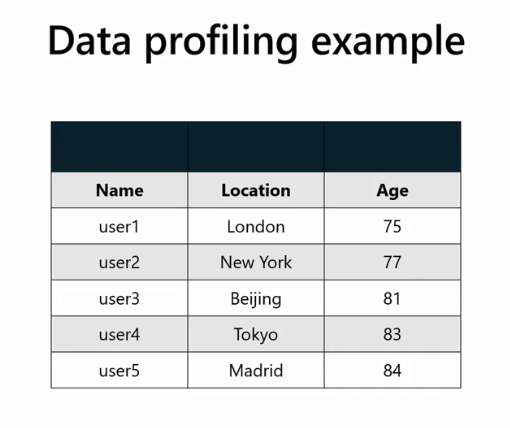 Data profiling example
Name Location Age
user1 London 75
user2 New York 77
user3 Beijing 81
user4 Tokyo 83
user5 Madrid 84